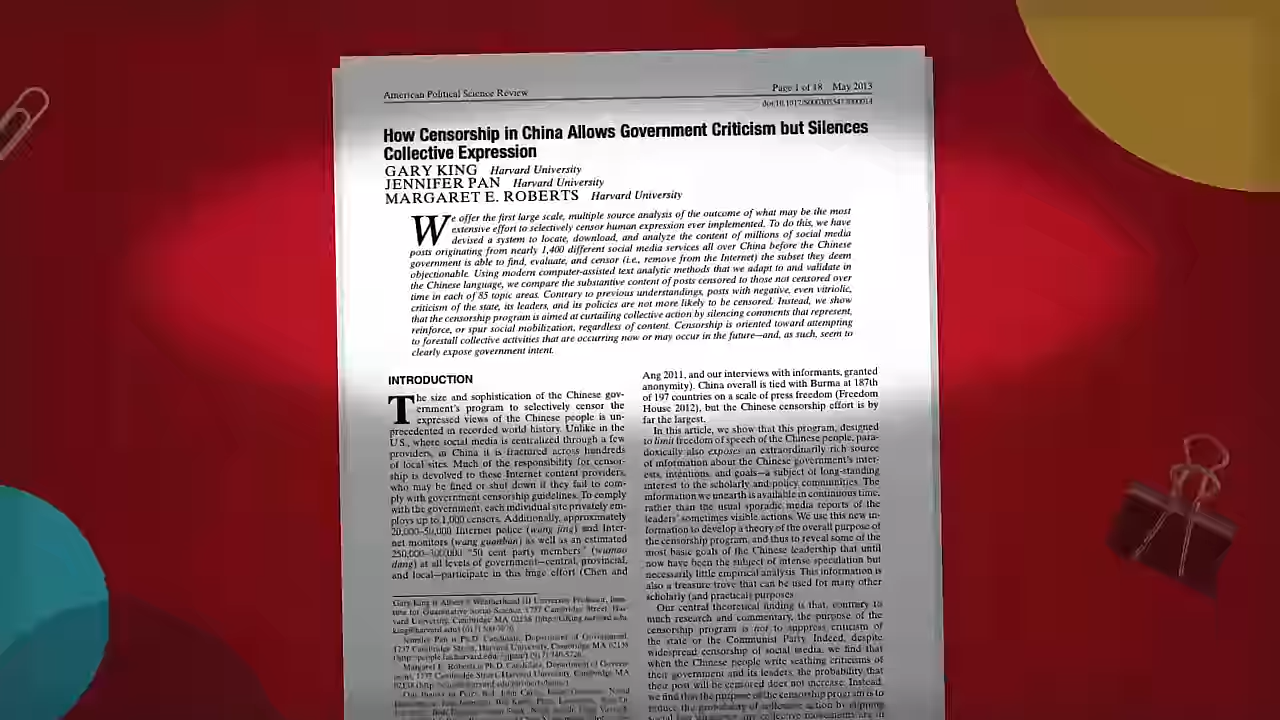 American Political Science Review
Page 1 of 18 May 2013
How Censorship in China Allows Government Criticism but Silences
Collective Expression
GARY KING Harvard University
JENNIFER PAN Harvard University
MARGARET E. ROBERTS Harvard University
We offer the first large scale, multiple source analysis of the outcome of what may be the most
extensive effort to selectively censor human expression ever implemented. To do this, we have
devised a system to locate, download, and analyze the content of millions of social media
posts originating from nearly 1,400 different social media services all over China before the Chinese
government is able to find, evaluate, and censor (i.e., remove from the Internet) the subset they deem
objectionable. Using modern computer-assisted text analytic methods that we adapt to and validate in
the Chinese language, we compare the substantive content of posts censored to those not censored over
time in each of 85 topic areas. Contrary to previous understandings, posts with negative, even vitriolic,
criticism of the state, its leaders, and its policies are not more likely to be censored. Instead, we show
that the censorship program is aimed at curtailing collective action by silencing comments that represent,
reinforce, or spur social mobilization, regardless of content. Censorship is oriented toward attempting
to forestall collective activities that are occurring now or may occur in the future—and, as such, seem to
clearly expose government intent.
INTRODUCTION
The size and sophistication of the Chinese gov-
ernment's program to selectively censor the
expressed views of the Chinese people is un-
precedented in recorded world history. Unlike in the
U.S., where social media is centralized through a few
providers, in China it is fractured across hundreds
of local sites. Much of the responsibility for censor-
ship is devolved to these Internet content providers,
who may be fined or shut down if they fail to com-
ply with government censorship guidelines. To comply
with the government, each individual site privately em-
ploys up to 1,000 censors. Additionally, approximately
20,000–50,000 Internet police (wang jing) and Inter-
net monitors (wang guanban) as well as an estimated
250,000–300,000 "50 cent party members" (wumao
dang) at all levels of government—central, provincial,
and local—participate in this huge effort (Chen and
Ang 2011, and our interviews with informants, granted
anonymity). China overall is tied with Burma at 187th
of 197 countries on a scale of press freedom (Freedom
House 2012), but the Chinese censorship effort is by
far the largest.
In this article, we show that this program, designed
to limit freedom of speech of the Chinese people, para-
doxically also exposes an extraordinarily rich source
of information about the Chinese government's inter-
ests, intentions, and goals—a subject of long-standing
interest to the scholarly and policy communities. The
information we unearth is available in continuous time,
rather than the usual sporadic media reports of the
leaders' sometimes visible actions. We use this new in-
formation to develop a theory of the overall purpose of
the censorship program, and thus to reveal some of the
most basic goals of the Chinese leadership that until
now have been the subject of intense speculation but
necessarily little empirical analysis. This information is
also a treasure trove that can be used for many other
scholarly (and practical) purposes.
Our central theoretical finding is that, contrary to
much research and commentary, the purpose of the
censorship program is not to suppress criticism of
the state or the Communist Party. Indeed, despite
widespread censorship of social media, we find that
when the Chinese people write scathing criticisms of
their government and its leaders, the probability that
their post will be censored does not increase. Instead,
we find that the purpose of the censorship program is to
reduce the probability of collective action by clipping